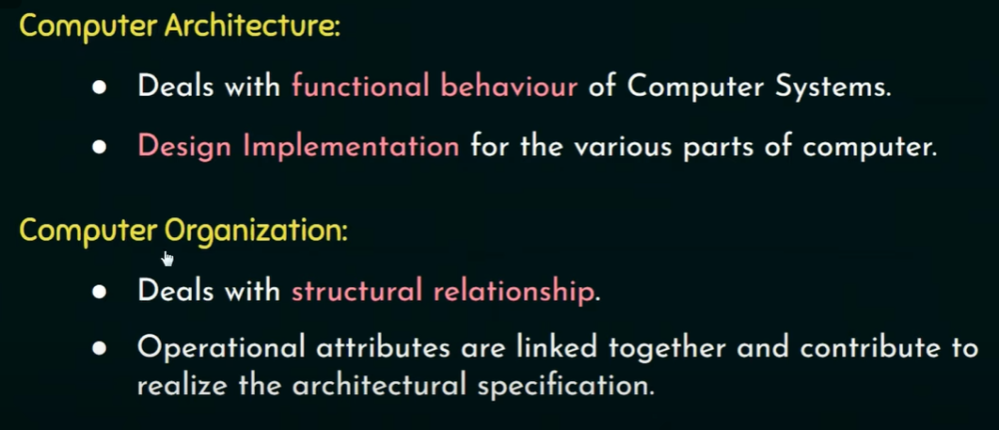 Computer Architecture:
● Deals with functional behaviour of Computer Systems.
● Design Implementation for the various parts of computer.
Computer Organization:
● Deals with structural relationship.
● Operational attributes are linked together and contribute to
realize the architectural specification.